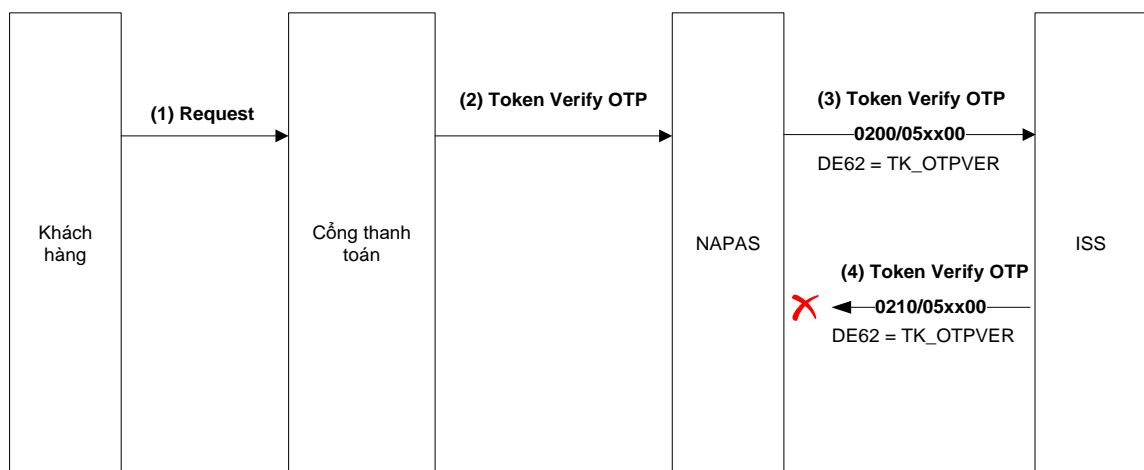 (1) Request
(2) Token Verify OTP
(3) Token Verify OTP
0200/05xx00
DE62 = TK_OTPVER
Khách
hàng
Cổng thanh
toán
NAPAS
ISS
(4) Token Verify OTP
0210/05xx00
DE62 = TK_OTPVER